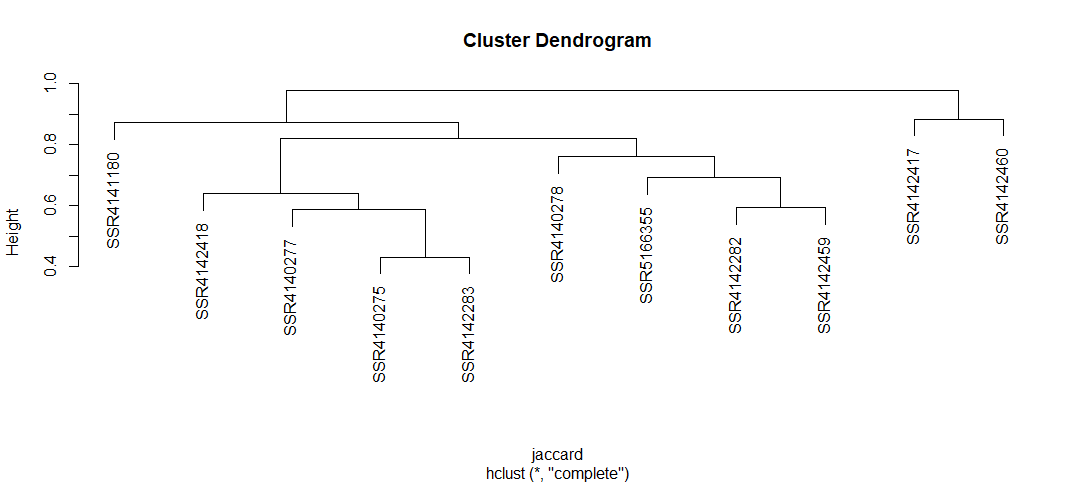 Cluster Dendrogram
Height
1.0
0.8
0.6
0.4
SSR4141180
SSR4142418
SSR4140277
SSR4140275
SSR4142283
SSR4140278
SSR5166355
SSR4142282
SSR4142459
SSR4142417
SSR4142460
jaccard
hclust (*, "complete")